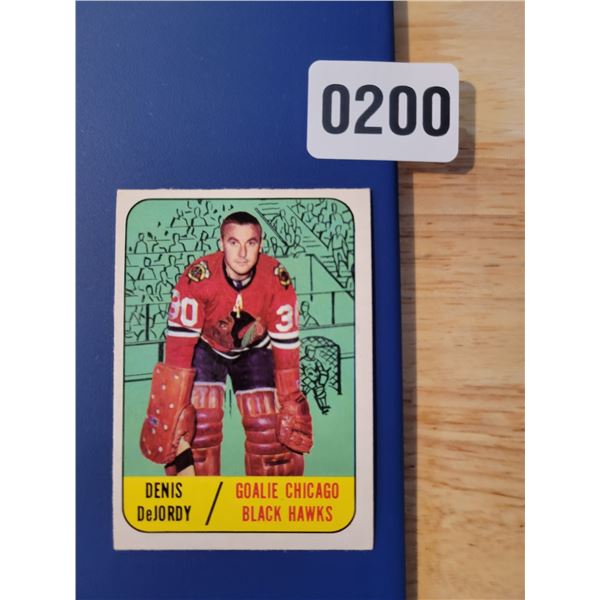 0200
30 30
A
DENIS
DeJORDY
/
GOALIE CHICAGO
BLACK HAWKS